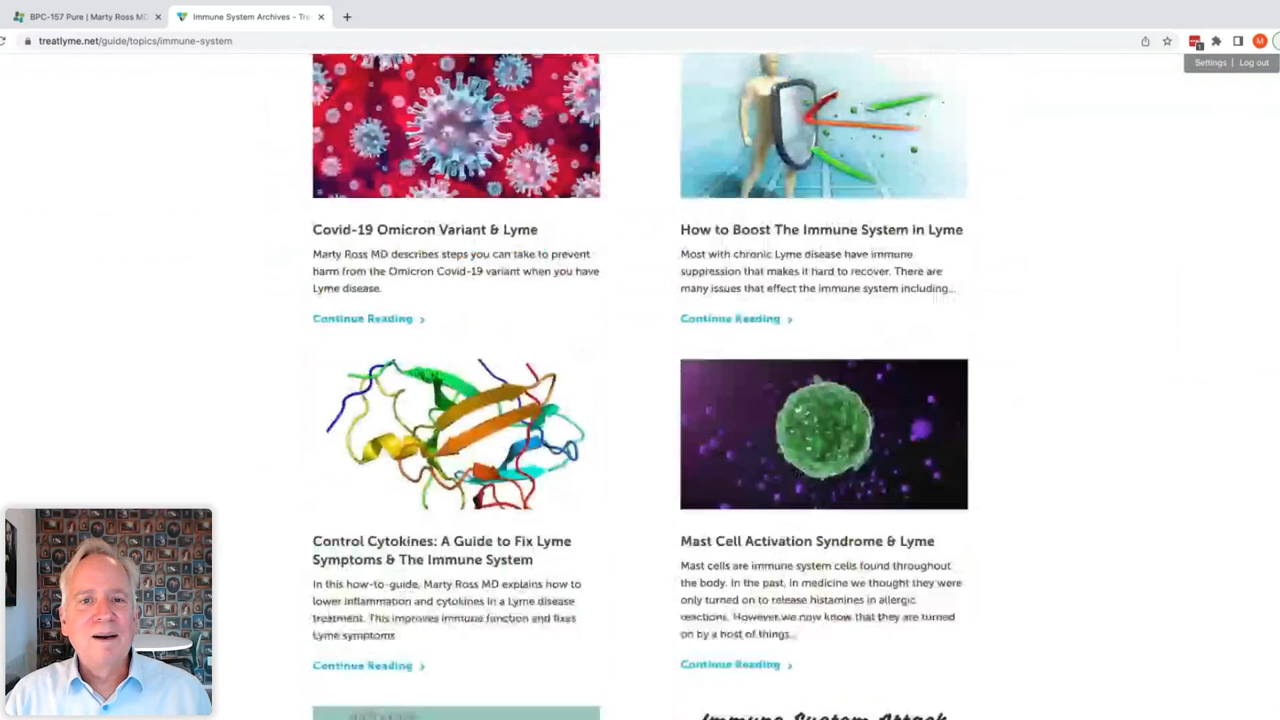 BPC-157 Pure | Marty Ross MD
Immune System Archives - Tre
treatlyme.net/guide/topics/immune-system
Settings | Log out
Covid-19 Omicron Variant & Lyme
Marty Ross MD describes steps you can take to prevent
harm from the Omicron Covid-19 variant when you have
Lyme disease.
Continue Reading >
How to Boost The Immune System in Lyme
Most with chronic Lyme disease have immune
suppression that makes it hard to recover. There are
many issues that effect the immune system including...
Continue Reading >
Control Cytokines: A Guide to Fix Lyme
Symptoms & The Immune System
In this how-to-guide, Marty Ross MD explains how to
lower inflammation and cytokines in a Lyme disease
treatment. This improves immune function and fixes
Lyme symptoms
Continue Reading >
Mast Cell Activation Syndrome & Lyme
Mast cells are immune system cells found throughout
the body. In the past, in medicine we thought they were
only turned on to release histamines in allergic
reactions. However we now know that they are turned
on by a host of things...
Continue Reading >
Immune System Attack